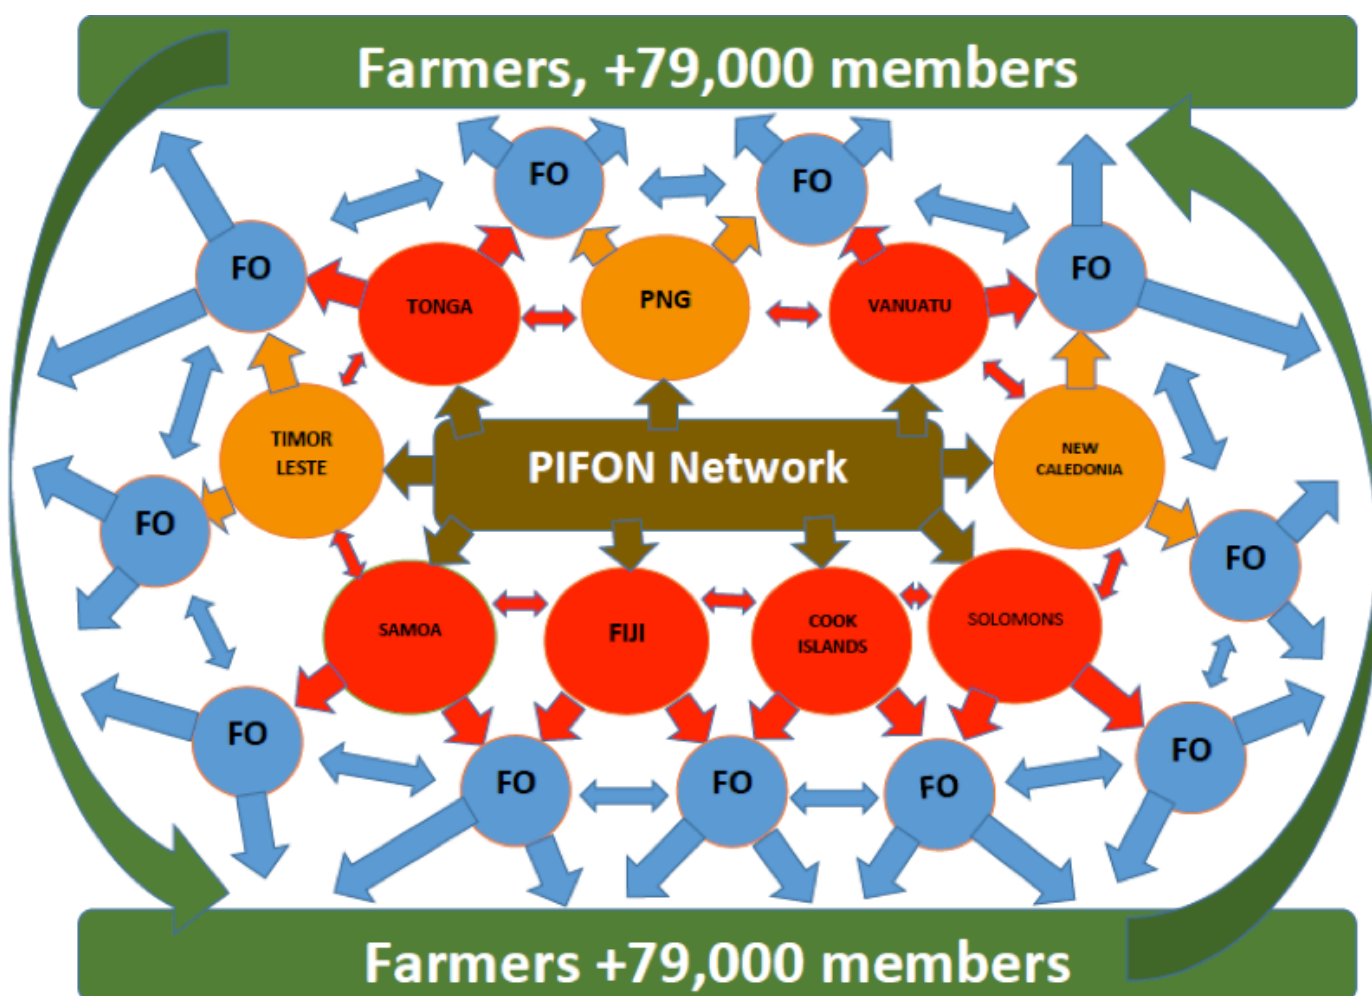 Farmers, +79,000 members
FO
FO
FO
FO
TONGA
PNG
VANUATU
TIMOR
LESTE
PIFON Network
NEW
CALEDONIA
FO
FO
SAMOA
FIJI
COOK
ISLANDS
SOLOMONS
FO
FO
FO
FO
FO
Farmers +79,000 members